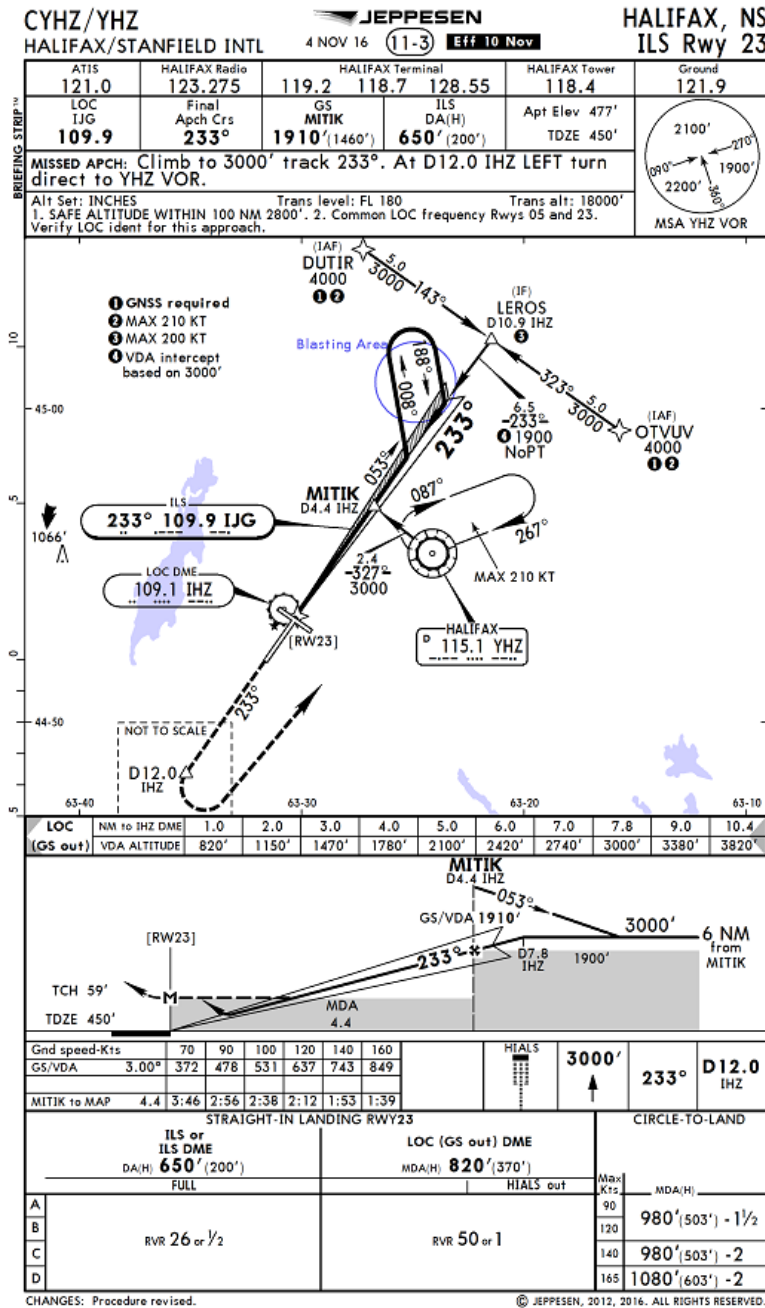 CYHZ/YHZ
HALIFAX/STANFIELD INTL
JEPPESEN
4 NOV 16 11-3 Eff 10 Nov
HALIFAX, NS
ILS Rwy 23
BRIEFING STRIP™
ATIS HALIFAX Radio HALIFAX Terminal HALIFAX Tower Ground
121.0 123.275 119.2 118.7 128.55 118.4 121.9
LOC IJG 109.9
Final Apch Crs 233°
GS MITIK 1910'(1460')
ILS DA(H) 650'(200')
Apt Elev 477'
TDZE 450'
MISSED APCH: Climb to 3000' track 233°. At D12.0 IHZ LEFT turn
direct to YHZ VOR.
Alt Set: INCHES Trans level: FL 180 Trans alt: 18000'
1. SAFE ALTITUDE WITHIN 100 NM 2800'. 2. Common LOC frequency Rwys 05 and 23.
Verify LOC ident for this approach.
2100'
270°
090°
1900'
2200'
360°
MSA YHZ VOR
(IAF)
DUTIR
4000
1 2
5.0
3000
143°
(IF)
LEROS
D10.9 IHZ
3
1 GNSS required
2 MAX 210 KT
3 MAX 200 KT
4 VDA intercept
based on 3000'
Blasting Area
188°
008°
10
45-00
323°
5.0
3000
(IAF)
OTVUV
4000
1 2
6.5
233°
4 1900
NoPT
233°
053°
MITIK
D4.4 IHZ
087°
267°
MAX 210 KT
5
ILS
233° 109.9 IJG
1066'
2.4
327°
3000
LOC DME
109.1 IHZ
[RW23]
HALIFAX
D 115.1 YHZ
0
44-50
233°
NOT TO SCALE
D12.0
IHZ
5
63-40 63-30 63-20 63-10
LOC NM to IHZ DME 1.0 2.0 3.0 4.0 5.0 6.0 7.0 7.8 9.0 10.4
(GS out) VDA ALTITUDE 820' 1150' 1470' 1780' 2100' 2420' 2740' 3000' 3380' 3820'
MITIK
D4.4 IHZ
053°
GS/VDA 1910'
3000'
6 NM
from
MITIK
[RW23]
233°
D7.8
IHZ
1900'
TCH 59'
M
TDZE 450'
MDA
4.4
Gnd speed-Kts 70 90 100 120 140 160
GS/VDA 3.00° 372 478 531 637 743 849
MITIK to MAP 4.4 3:46 2:56 2:38 2:12 1:53 1:39
HIALS
3000'
233°
D12.0
IHZ
STRAIGHT-IN LANDING RWY23 CIRCLE-TO-LAND
ILS or
ILS DME
DA(H) 650'(200')
LOC (GS out) DME
MDA(H) 820'(370')
FULL HIALS out
Max Kts MDA(H)
A
B
C
D
RVR 26 or ½
RVR 50 or 1
90
120
980'(503') -1½
140 980'(503') -2
165 1080'(603') -2
CHANGES: Procedure revised.
© JEPPESEN, 2012, 2016. ALL RIGHTS RESERVED.